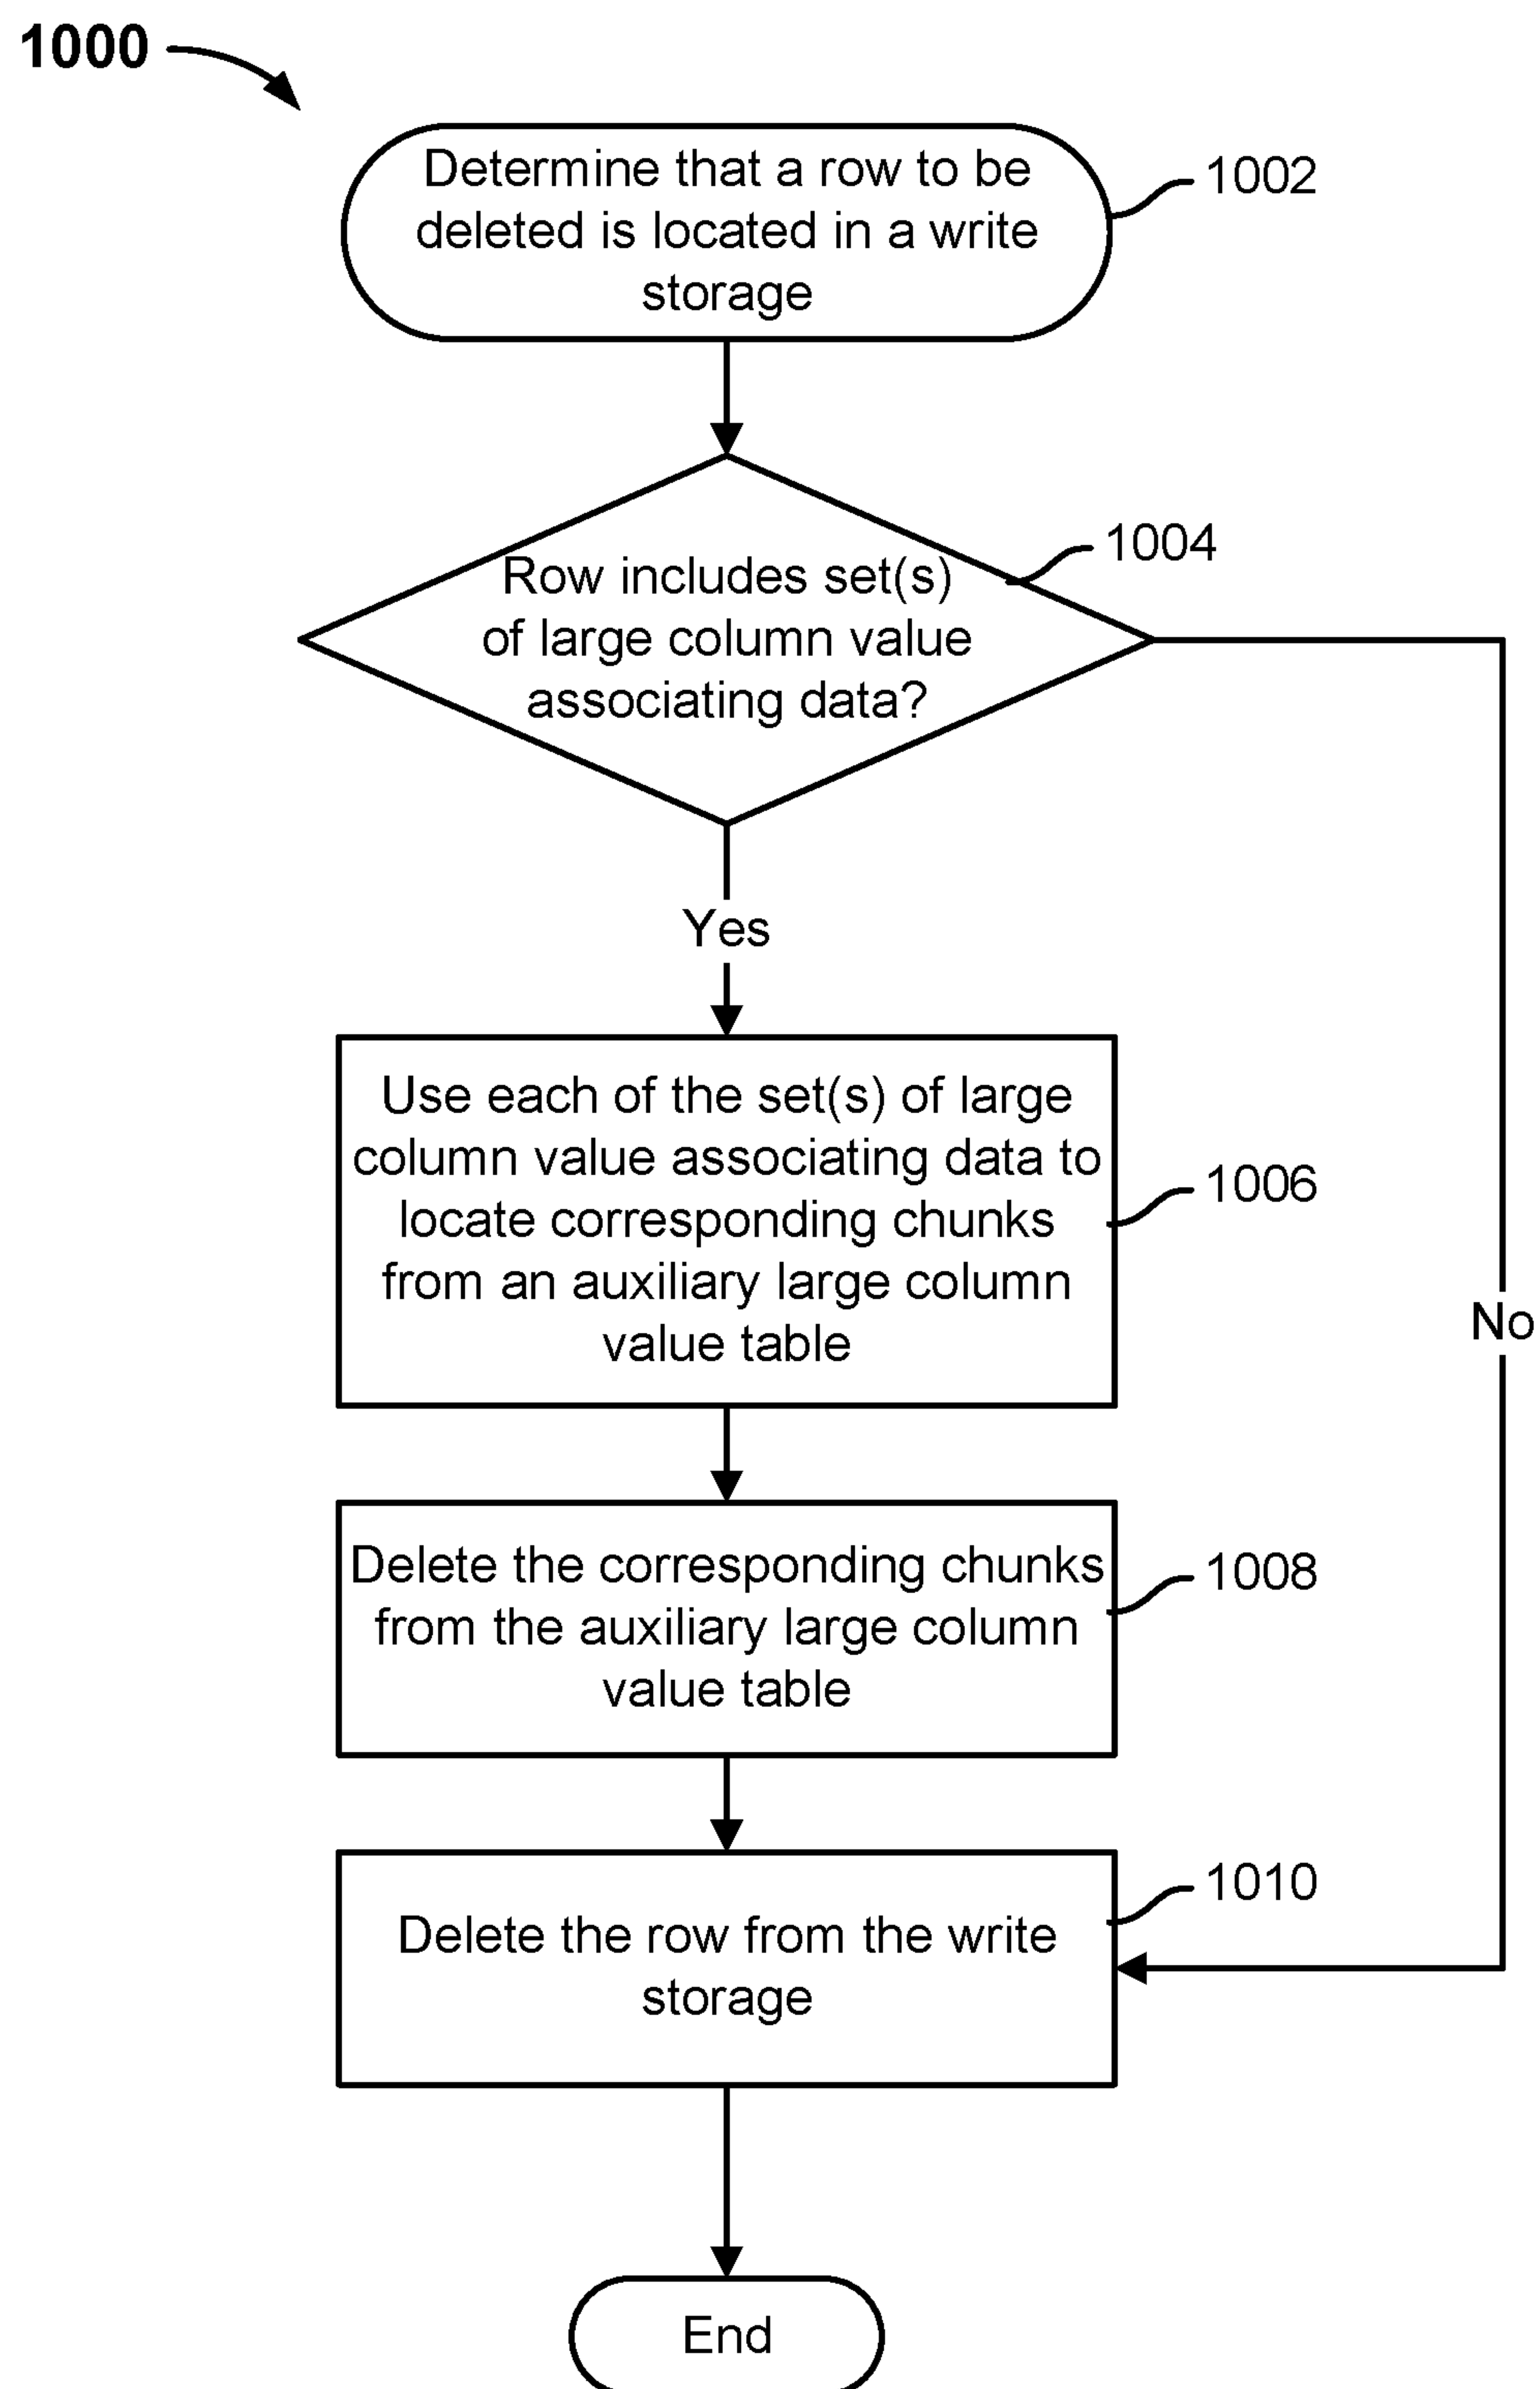 1000
Determine that a row to be
deleted is located in a write
storage
1002
Row includes set(s)
of large column value
associating data?
1004
Yes
Use each of the set(s) of large
column value associating data to
locate corresponding chunks
from an auxiliary large column
value table
1006
No
Delete the corresponding chunks
from the auxiliary large column
value table
1008
Delete the row from the write
storage
1010
End